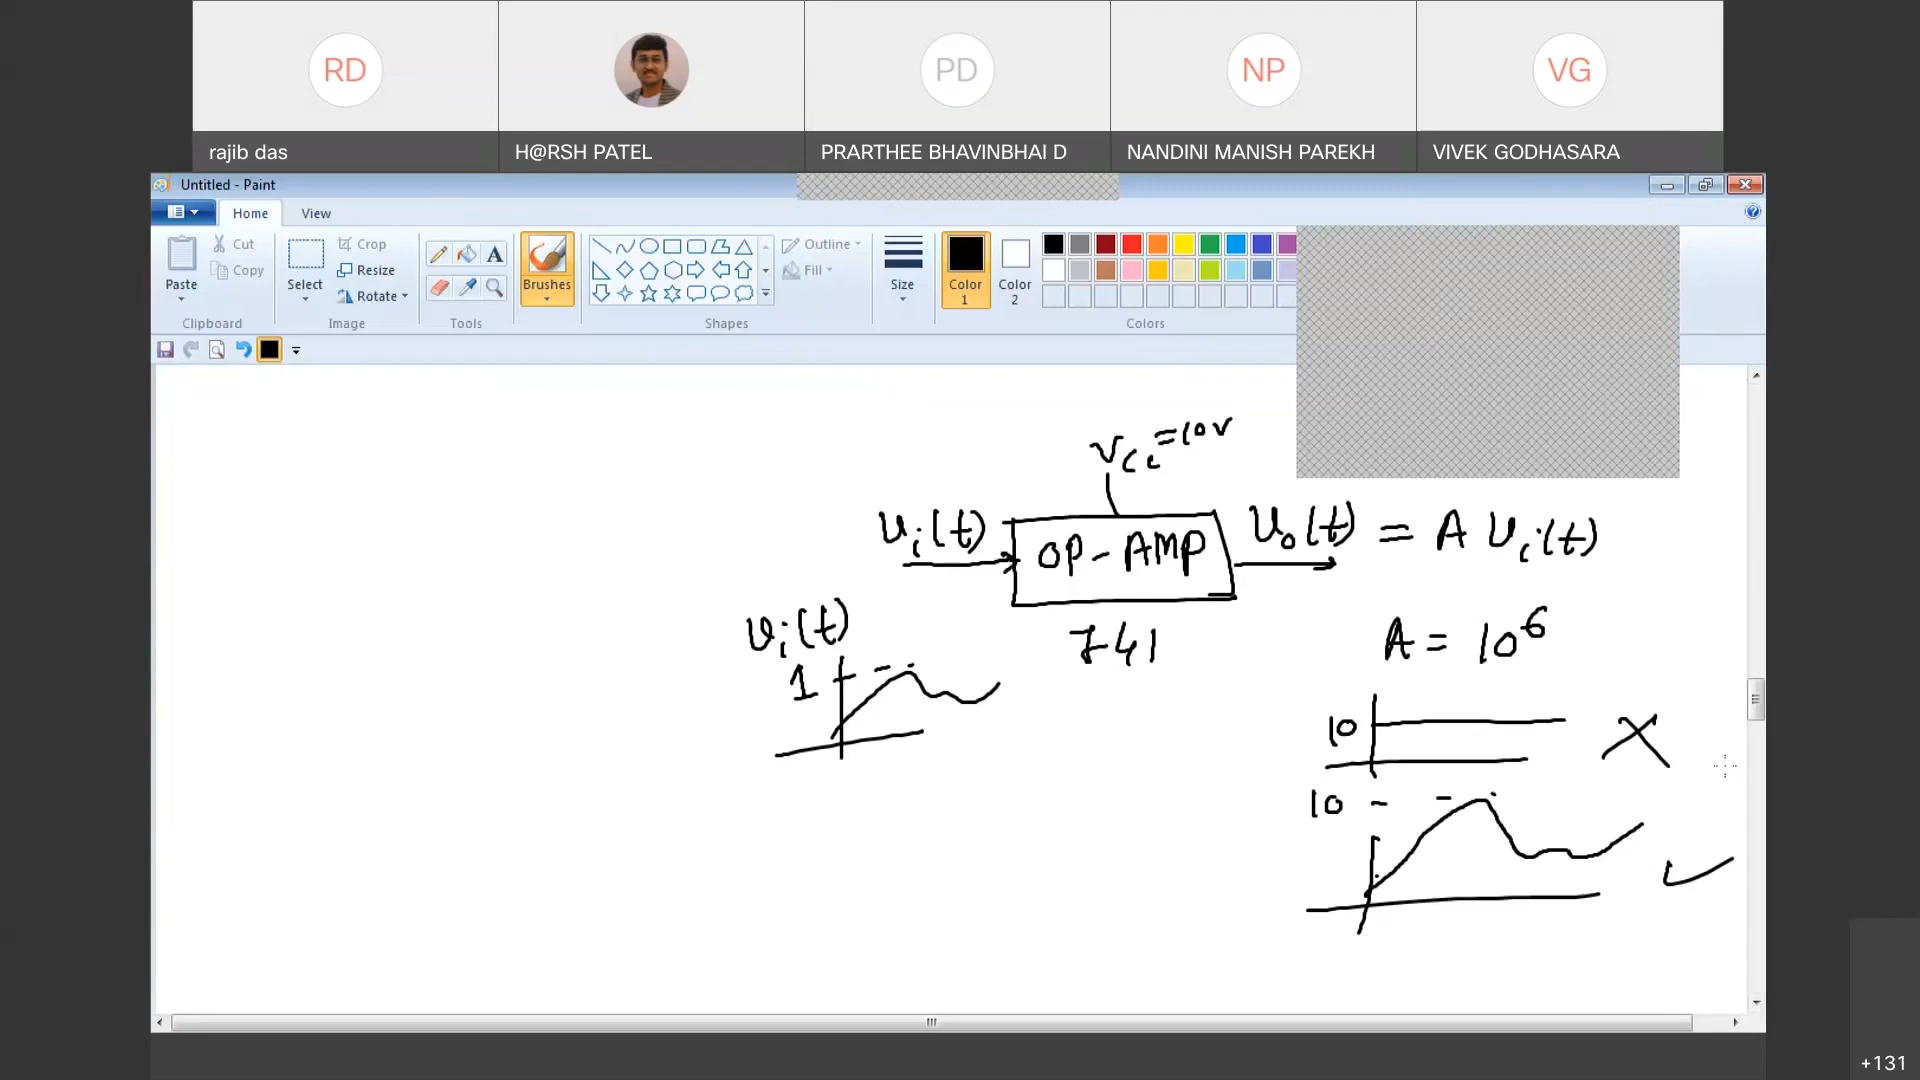 RD
PD
NP
VG
rajib das
H@RSH PATEL
PRARTHEE BHAVINBHAI D
NANDINI MANISH PAREKH
VIVEK GODHASARA
Untitled - Paint
Home
View
Paste
Cut
Copy
Clipboard
Select
Crop
Resize
Rotate
Image
A
Tools
Brushes
Outline
Fill
Shapes
Size
Color 1
Color 2
Colors
Vcc = 10V
vi(t)
OP-AMP
vo(t) = A vi(t)
741
A = 10⁶
vi(t)
1
10
10
+131